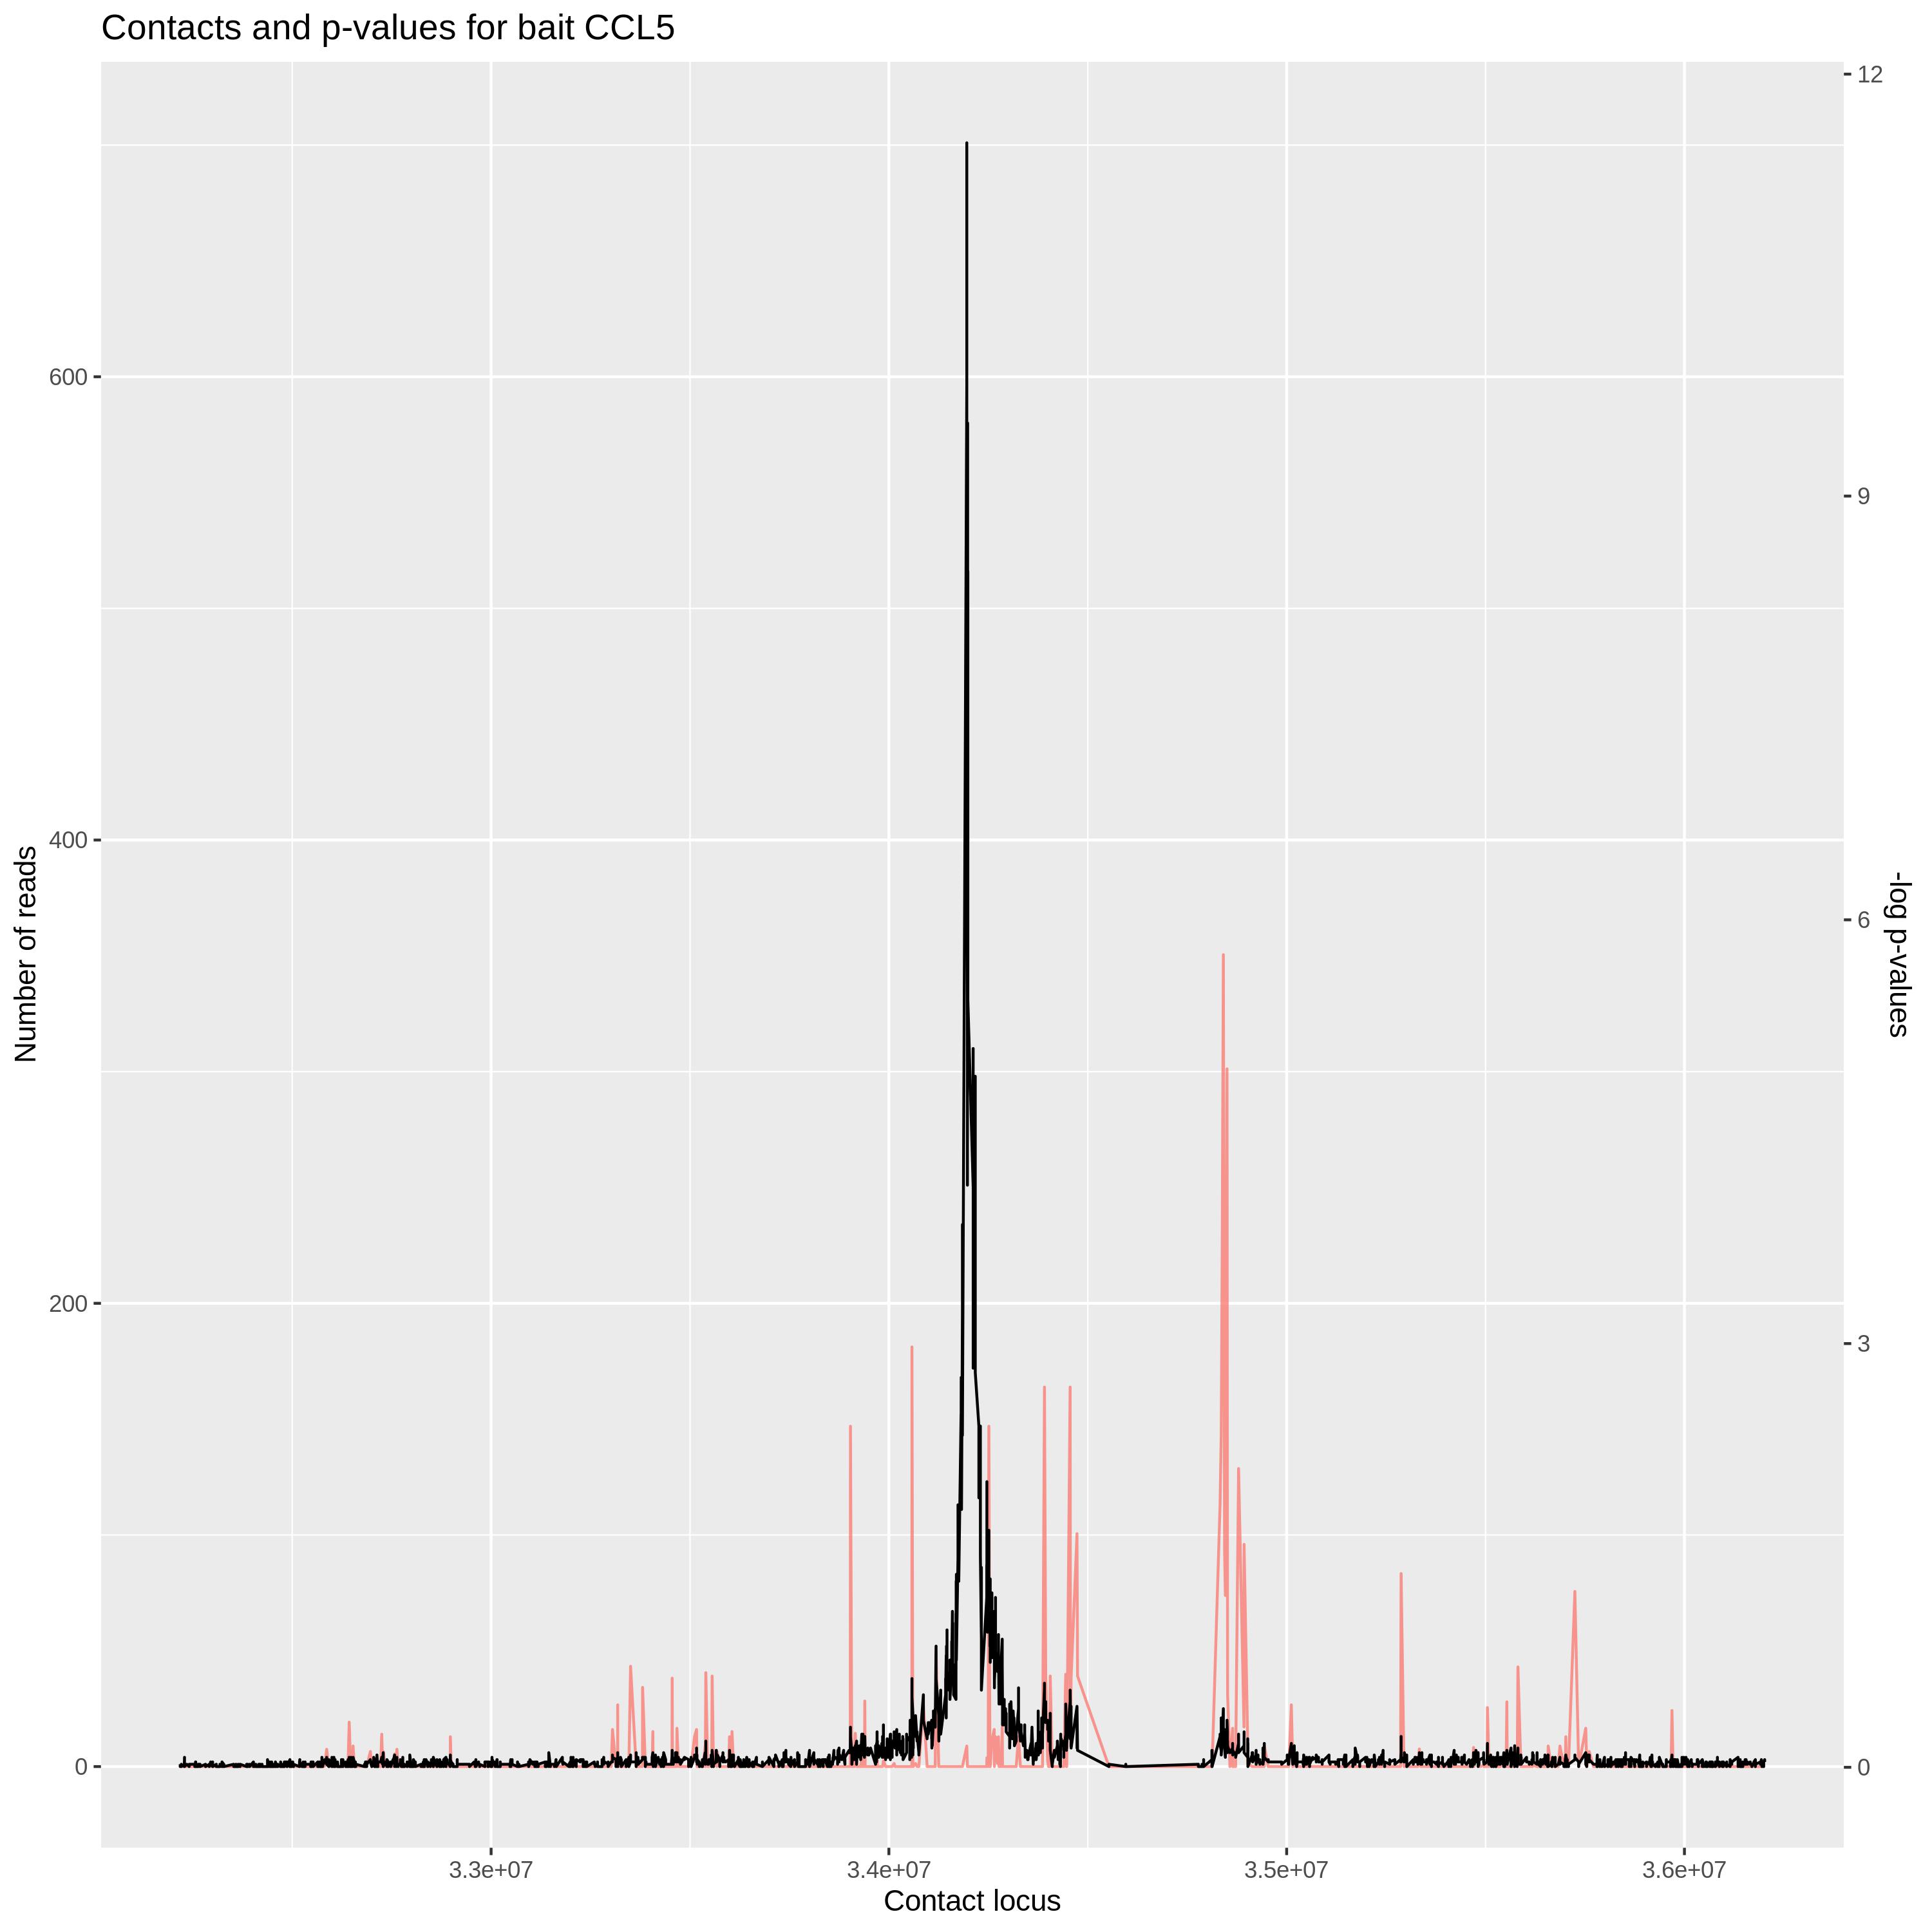 Contacts and p-values for bait CCL5
12
9
6
3
0
600
400
200
0
Number of reads
-log p-values
3.3e+07
3.4e+07
3.5e+07
3.6e+07
Contact locus